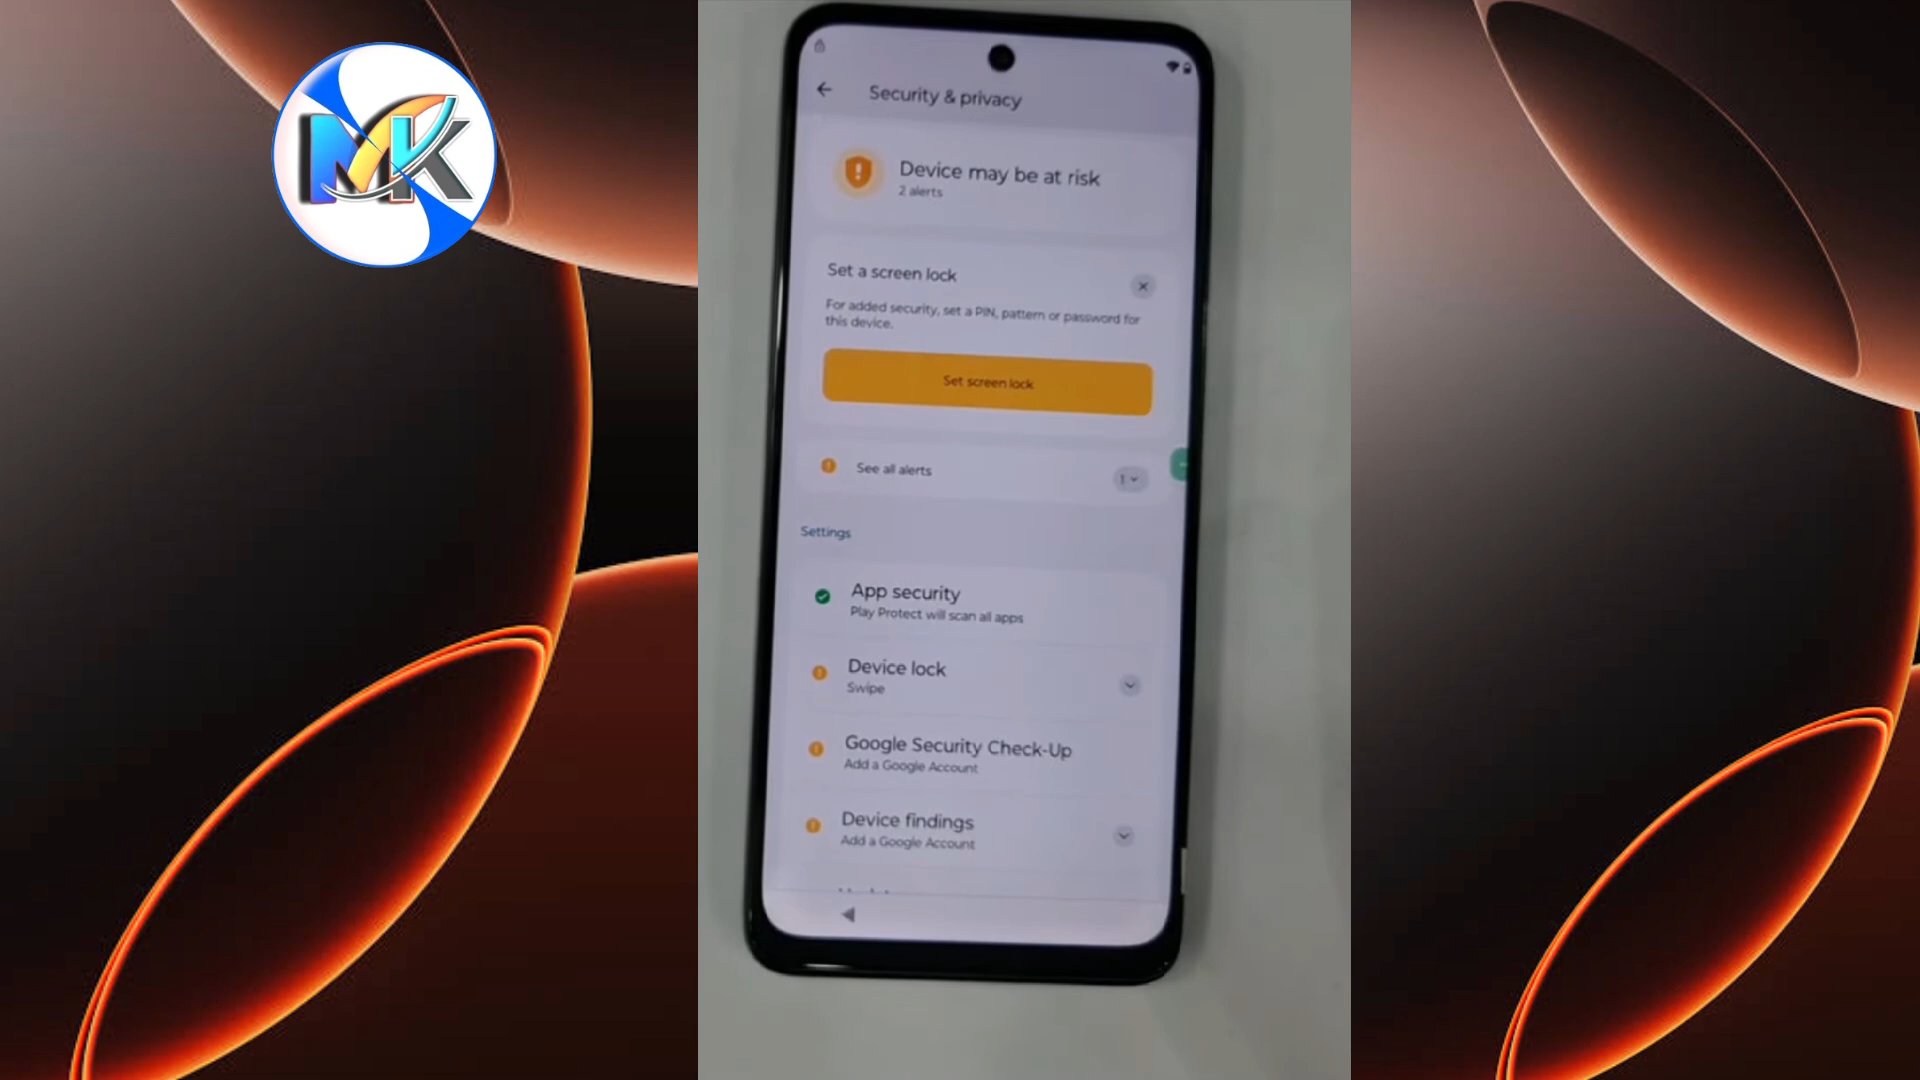 MK
Security & privacy
Device may be at risk
2 alerts
Set a screen lock
For added security, set a PIN, pattern or password for
this device.
Set screen lock
See all alerts
1
Settings
App security
Play Protect will scan all apps
Device lock
Swipe
Google Security Check-Up
Add a Google Account
Device findings
Add a Google Account